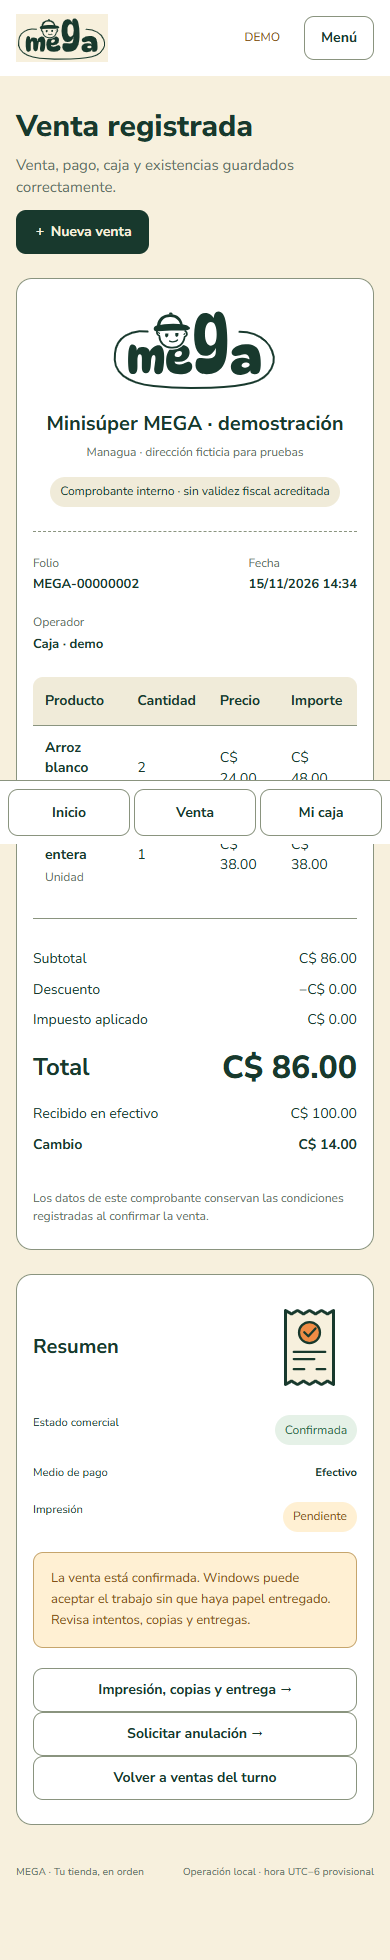 mega
DEMO
Menú
Venta registrada
Venta, pago, caja y existencias guardados
correctamente.
+ Nueva venta
mega
Minisúper MEGA · demostración
Managua · dirección ficticia para pruebas
Comprobante interno · sin validez fiscal acreditada
Folio
Fecha
MEGA-00000002
15/11/2026 14:34
Operador
Caja · demo
Producto Cantidad Precio Importe
Arroz
blanco
2
C$
24.00
C$
48.00
Inicio
Venta
Mi caja
entera
Unidad
1
C$
38.00
C$
38.00
Subtotal C$ 86.00
Descuento −C$ 0.00
Impuesto aplicado C$ 0.00
Total C$ 86.00
Recibido en efectivo C$ 100.00
Cambio C$ 14.00
Los datos de este comprobante conservan las condiciones
registradas al confirmar la venta.
Resumen
Estado comercial Confirmada
Medio de pago Efectivo
Impresión Pendiente
La venta está confirmada. Windows puede
aceptar el trabajo sin que haya papel entregado.
Revisa intentos, copias y entregas.
Impresión, copias y entrega →
Solicitar anulación →
Volver a ventas del turno
MEGA · Tu tienda, en orden
Operación local · hora UTC−6 provisional